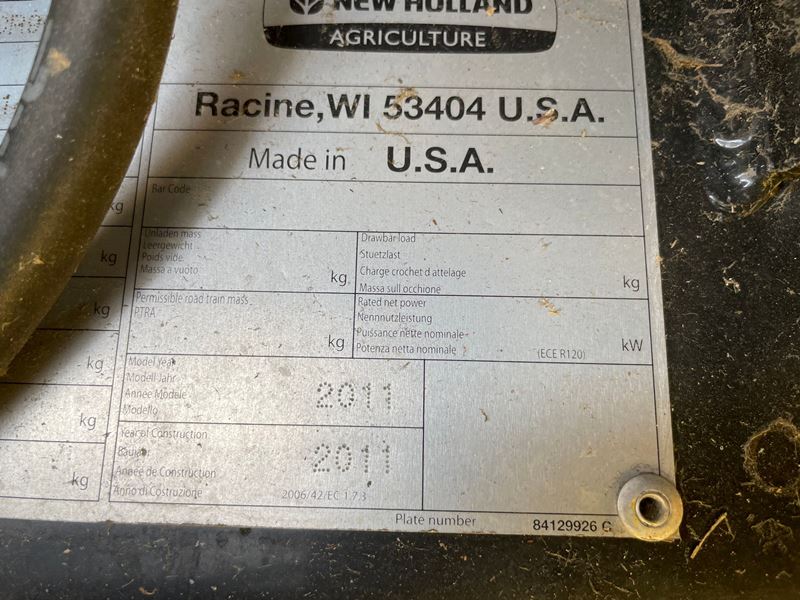 NEW HOLLAND
AGRICULTURE
Racine, WI 53404 U.S.A.
Made in U.S.A.
Bar Code
kg
Unladen mass
Leergewicht
Poids vide
Massa a vuoto
kg
Drawbar load
Stuetzlast
Charge crochet d attelage
Massa sull occhione
kg
kg
Permissible road train mass
PTRA
kg
Rated net power
Nennnutzleistung
Puissance nette nominale
Potenza netta nominale
(ECE R120)
kW
kg
Model Year
Modell Jahr
Année Modèle
Modello
2011
kg
kg
Year of Construction
Baujahr
Année de Construction
Anno di Costruzione
2011
2006/42/EC 1.7.3
kg
Plate number 84129926 G